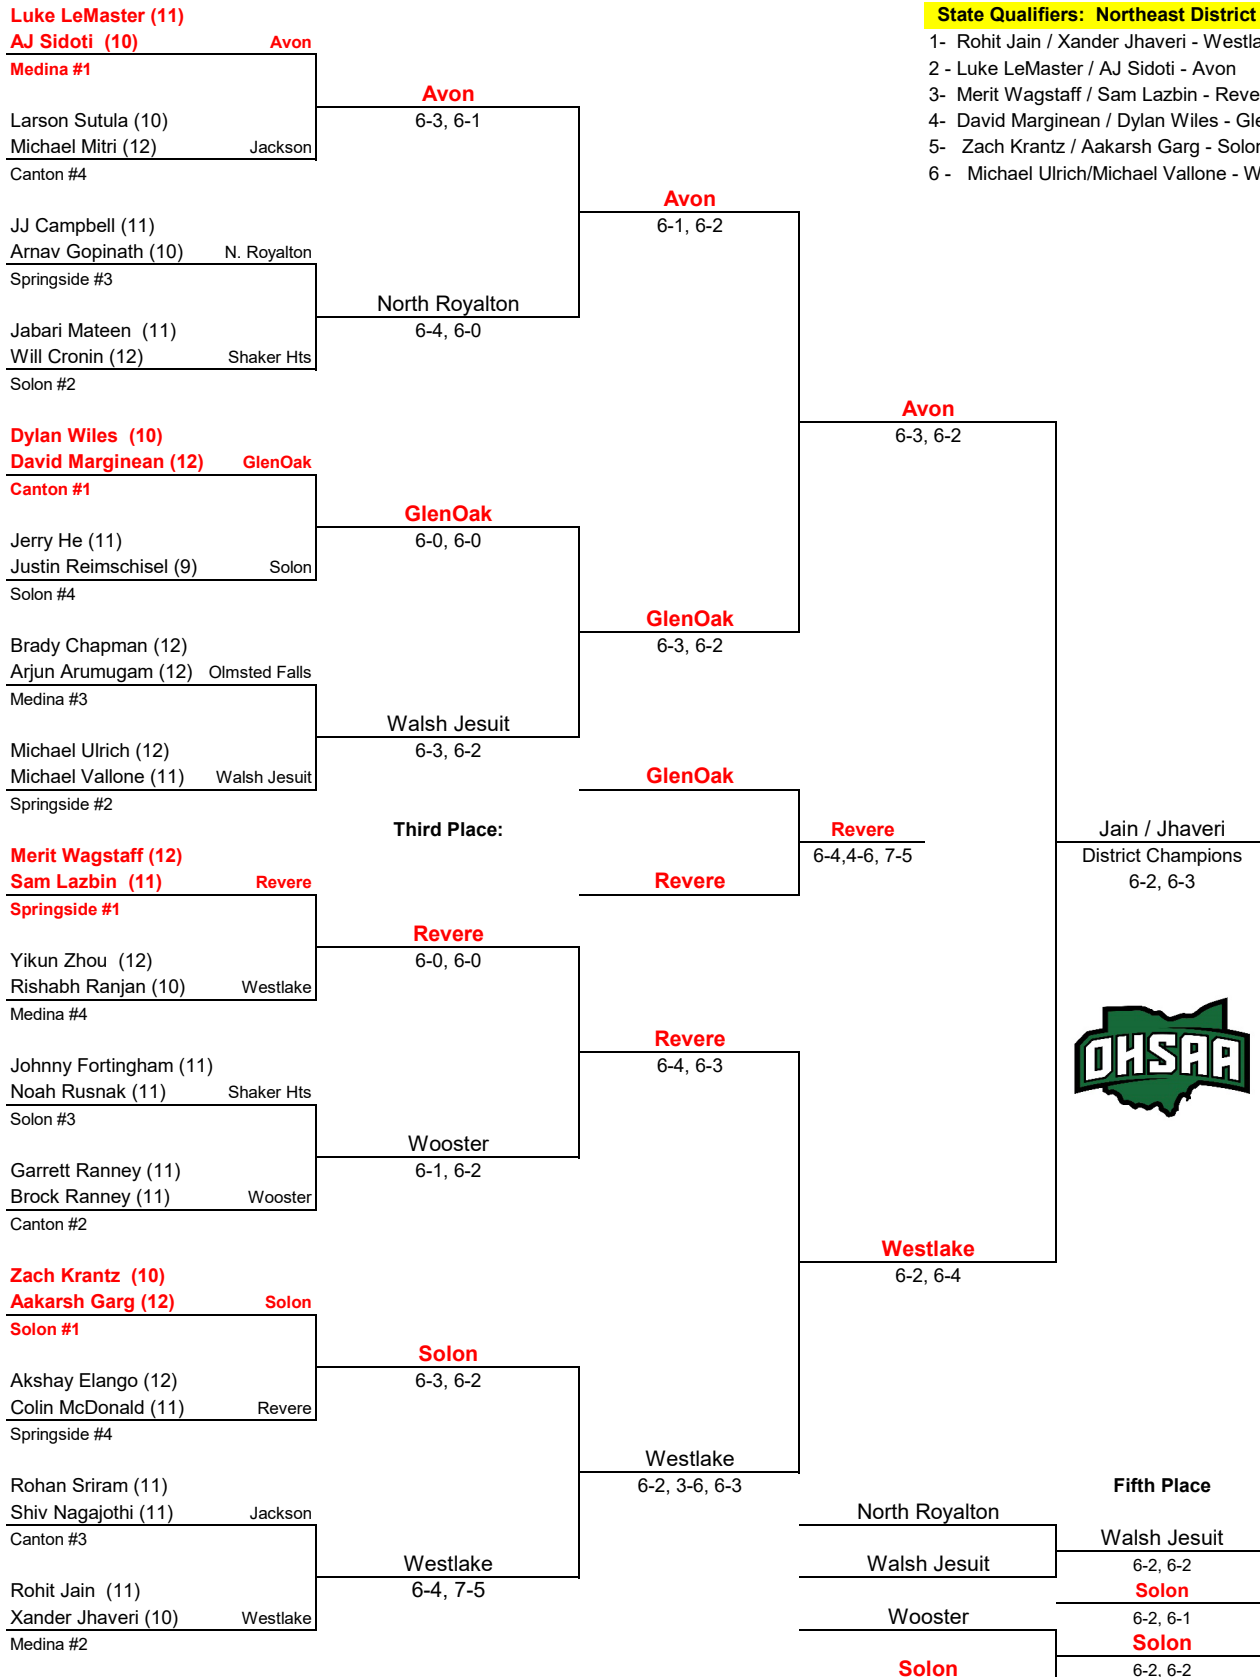 Luke LeMaster (11)
AJ Sidoti (10) Avon
Medina #1
Avon
6-3, 6-1
Larson Sutula (10)
Michael Mitri (12) Jackson
Canton #4
Avon
6-1, 6-2
JJ Campbell (11)
Arnav Gopinath (10) N. Royalton
Springside #3
North Royalton
6-4, 6-0
Jabari Mateen (11)
Will Cronin (12) Shaker Hts
Solon #2
Avon
6-3, 6-2
Dylan Wiles (10)
David Marginean (12) GlenOak
Canton #1
GlenOak
6-0, 6-0
Jerry He (11)
Justin Reimschisel (9) Solon
Solon #4
GlenOak
6-3, 6-2
Brady Chapman (12)
Arjun Arumugam (12) Olmsted Falls
Medina #3
Walsh Jesuit
6-3, 6-2
Michael Ulrich (12)
Michael Vallone (11) Walsh Jesuit
Springside #2
GlenOak
Third Place:
Revere
6-4,4-6, 7-5
Revere
Jain / Jhaveri
District Champions
6-2, 6-3
Merit Wagstaff (12)
Sam Lazbin (11) Revere
Springside #1
Revere
6-0, 6-0
Yikun Zhou (12)
Rishabh Ranjan (10) Westlake
Medina #4
Revere
6-4, 6-3
Johnny Fortingham (11)
Noah Rusnak (11) Shaker Hts
Solon #3
Wooster
6-1, 6-2
Garrett Ranney (11)
Brock Ranney (11) Wooster
Canton #2
OHSAA
Westlake
6-2, 6-4
Zach Krantz (10)
Aakarsh Garg (12) Solon
Solon #1
Solon
6-3, 6-2
Akshay Elango (12)
Colin McDonald (11) Revere
Springside #4
Westlake
6-2, 3-6, 6-3
Rohan Sriram (11)
Shiv Nagajothi (11) Jackson
Canton #3
Westlake
6-4, 7-5
Rohit Jain (11)
Xander Jhaveri (10) Westlake
Medina #2
Fifth Place
North Royalton
Walsh Jesuit
Walsh Jesuit
6-2, 6-2
Solon
6-2, 6-1
Wooster
Solon
Solon
6-2, 6-2
State Qualifiers: Northeast District
1- Rohit Jain / Xander Jhaveri -
2 - Luke LeMaster / AJ Sidoti - Avon
3- Merit Wagstaff / Sam Lazbin -
4- David Marginean / Dylan Wiles -
5- Zach Krantz / Aakarsh Garg -
6 - Michael Ulrich/Michael Vallone -